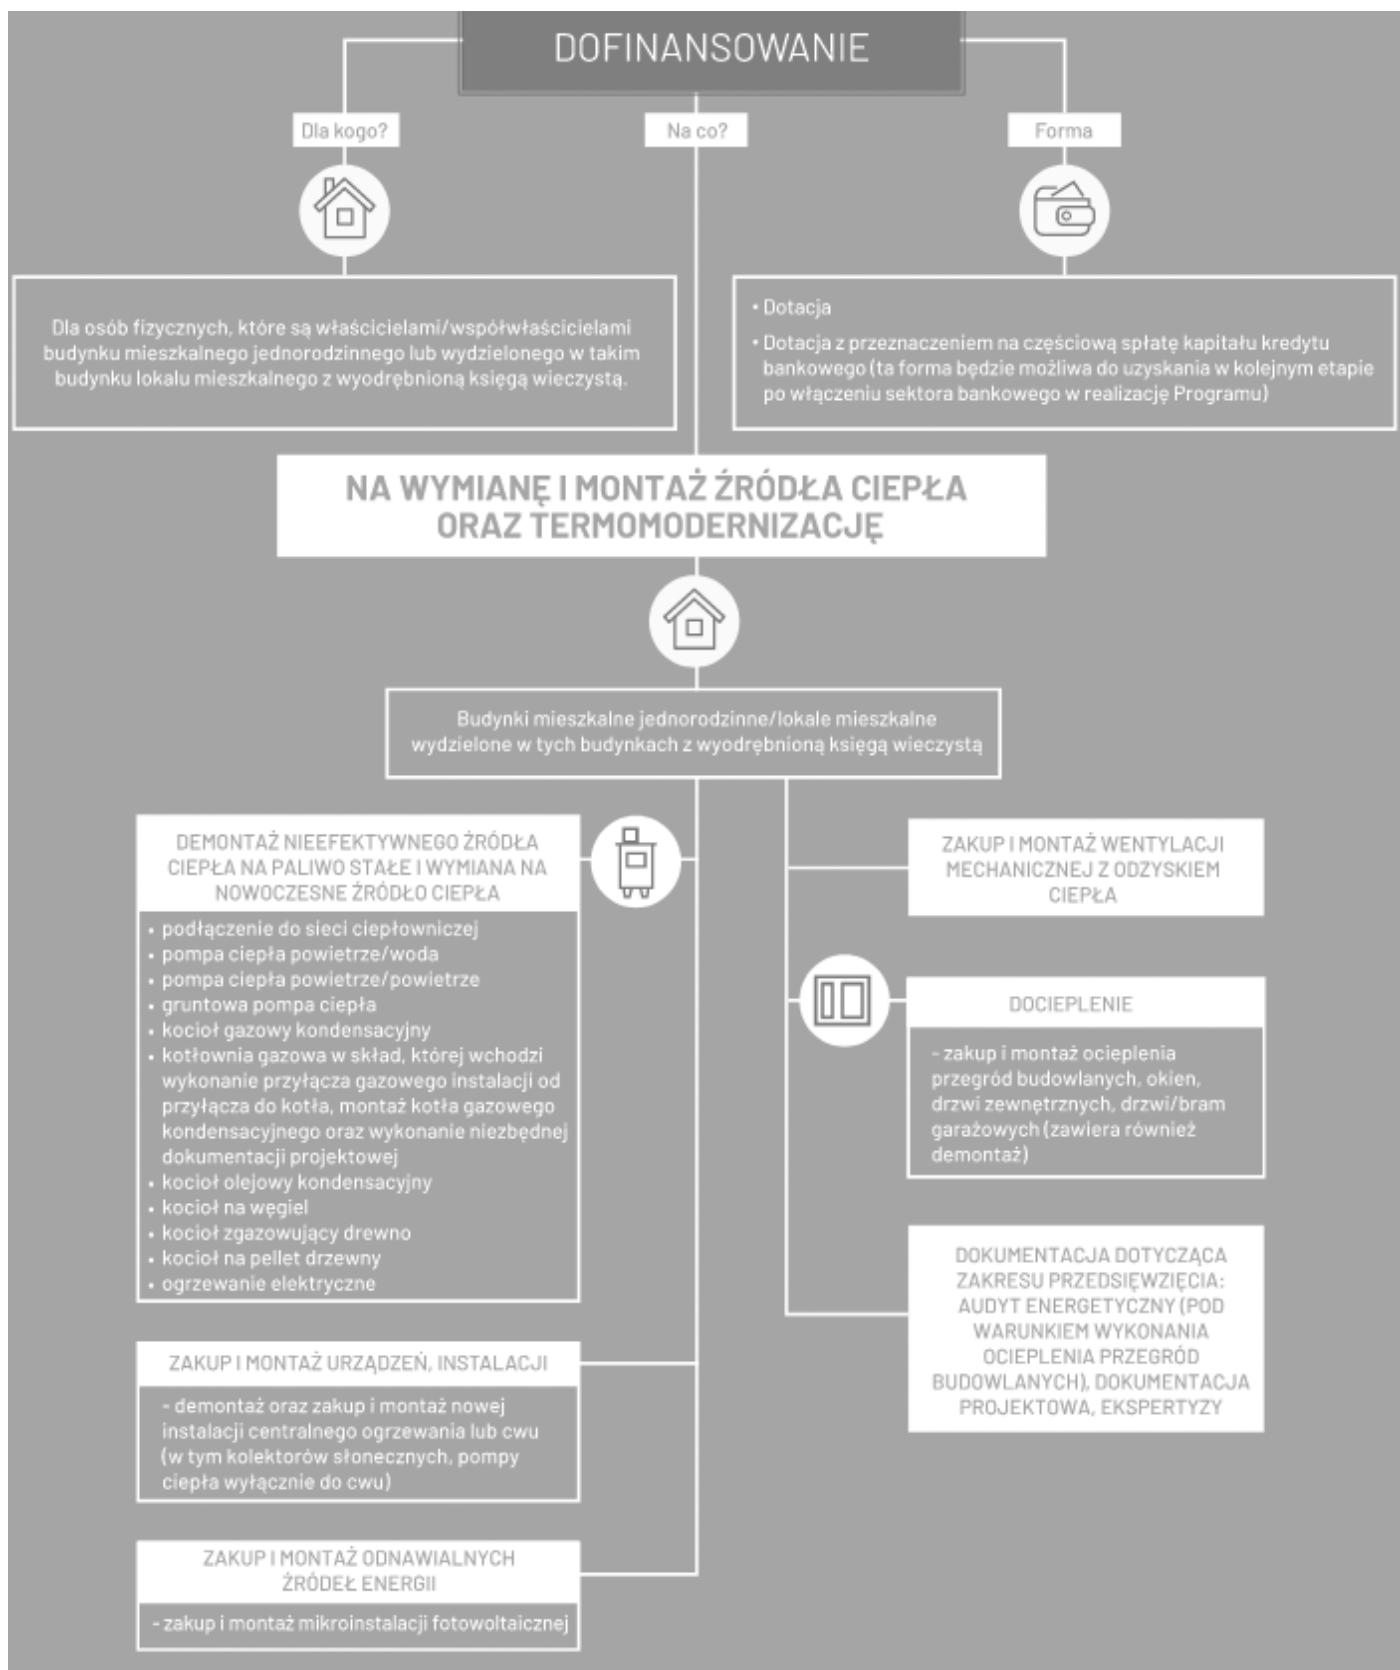 DOFINANSOWANIE
Dla kogo?
Na co?
Forma
Dla osób fizycznych, które są właścicielami/współwłaścicielami
budynku mieszkalnego jednorodzinnego lub wydzielonego w takim
budynku lokalu mieszkalnego z wyodrębnioną księgą wieczystą.
• Dotacja
• Dotacja z przeznaczeniem na częściową spłatę kapitału kredytu
bankowego (ta forma będzie możliwa do uzyskania w kolejnym etapie
po włączeniu sektora bankowego w realizację Programu)
NA WYMIANĘ I MONTAŻ ŹRÓDŁA CIEPŁA
ORAZ TERMOMODERNIZACJĘ
Budynki mieszkalne jednorodzinne/lokale mieszkalne
wydzielone w tych budynkach z wyodrębnioną księgą wieczystą
DEMONTAŻ NIEEFEKTYWNEGO ŹRÓDŁA
CIEPŁA NA PALIWO STAŁE I WYMIANA NA
NOWOCZESNE ŹRÓDŁO CIEPŁA
• podłączenie do sieci ciepłowniczej
• pompa ciepła powietrze/woda
• pompa ciepła powietrze/powietrze
• gruntowa pompa ciepła
• kocioł gazowy kondensacyjny
• kotłownia gazowa w skład, której wchodzi
wykonanie przyłącza gazowego instalacji od
przyłącza do kotła, montaż kotła gazowego
kondensacyjnego oraz wykonanie niezbędnej
dokumentacji projektowej
• kocioł olejowy kondensacyjny
• kocioł na węgiel
• kocioł zgazowujący drewno
• kocioł na pellet drzewny
• ogrzewanie elektryczne
ZAKUP I MONTAŻ URZĄDZEŃ, INSTALACJI
- demontaż oraz zakup i montaż nowej
instalacji centralnego ogrzewania lub cwu
(w tym kolektorów słonecznych, pompy
ciepła wyłącznie do cwu)
ZAKUP I MONTAŻ ODNAWIALNYCH
ŹRÓDEŁ ENERGII
- zakup i montaż mikroinstalacji fotowoltaicznej
ZAKUP I MONTAŻ WENTYLACJI
MECHANICZNEJ Z ODZYSKIEM
CIEPŁA
DOCIEPLENIE
- zakup i montaż ocieplenia
przegród budowlanych, okien,
drzwi zewnętrznych, drzwi/bram
garażowych (zawiera również
demontaż)
DOKUMENTACJA DOTYCZĄCA
ZAKRESU PRZEDSIĘWZIĘCIA:
AUDYT ENERGETYCZNY (POD
WARUNKIEM WYKONANIA
OCIEPLENIA PRZEGRÓD
BUDOWLANYCH), DOKUMENTACJA
PROJEKTOWA, EKSPERTYZY